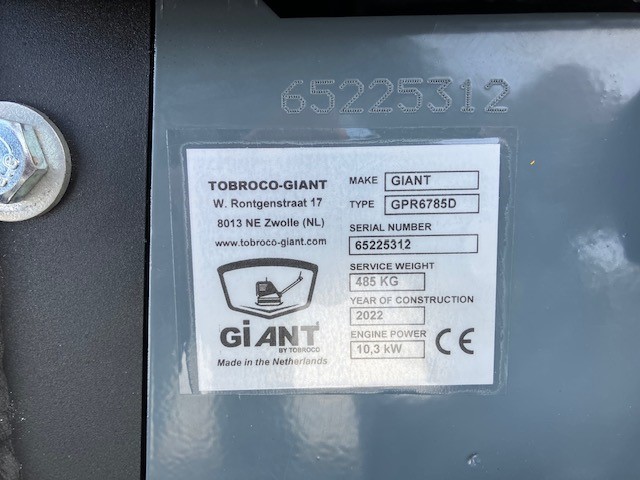 65225312
TOBROCO-GIANT
W. Rontgenstraat 17
8013 NE Zwolle (NL)
www.tobroco-giant.com
GiANT
BY TOBROCO
Made in the Netherlands
MAKE GIANT
TYPE GPR6785D
SERIAL NUMBER
65225312
SERVICE WEIGHT
485 KG
YEAR OF CONSTRUCTION
2022
ENGINE POWER
10,3 kW
CE